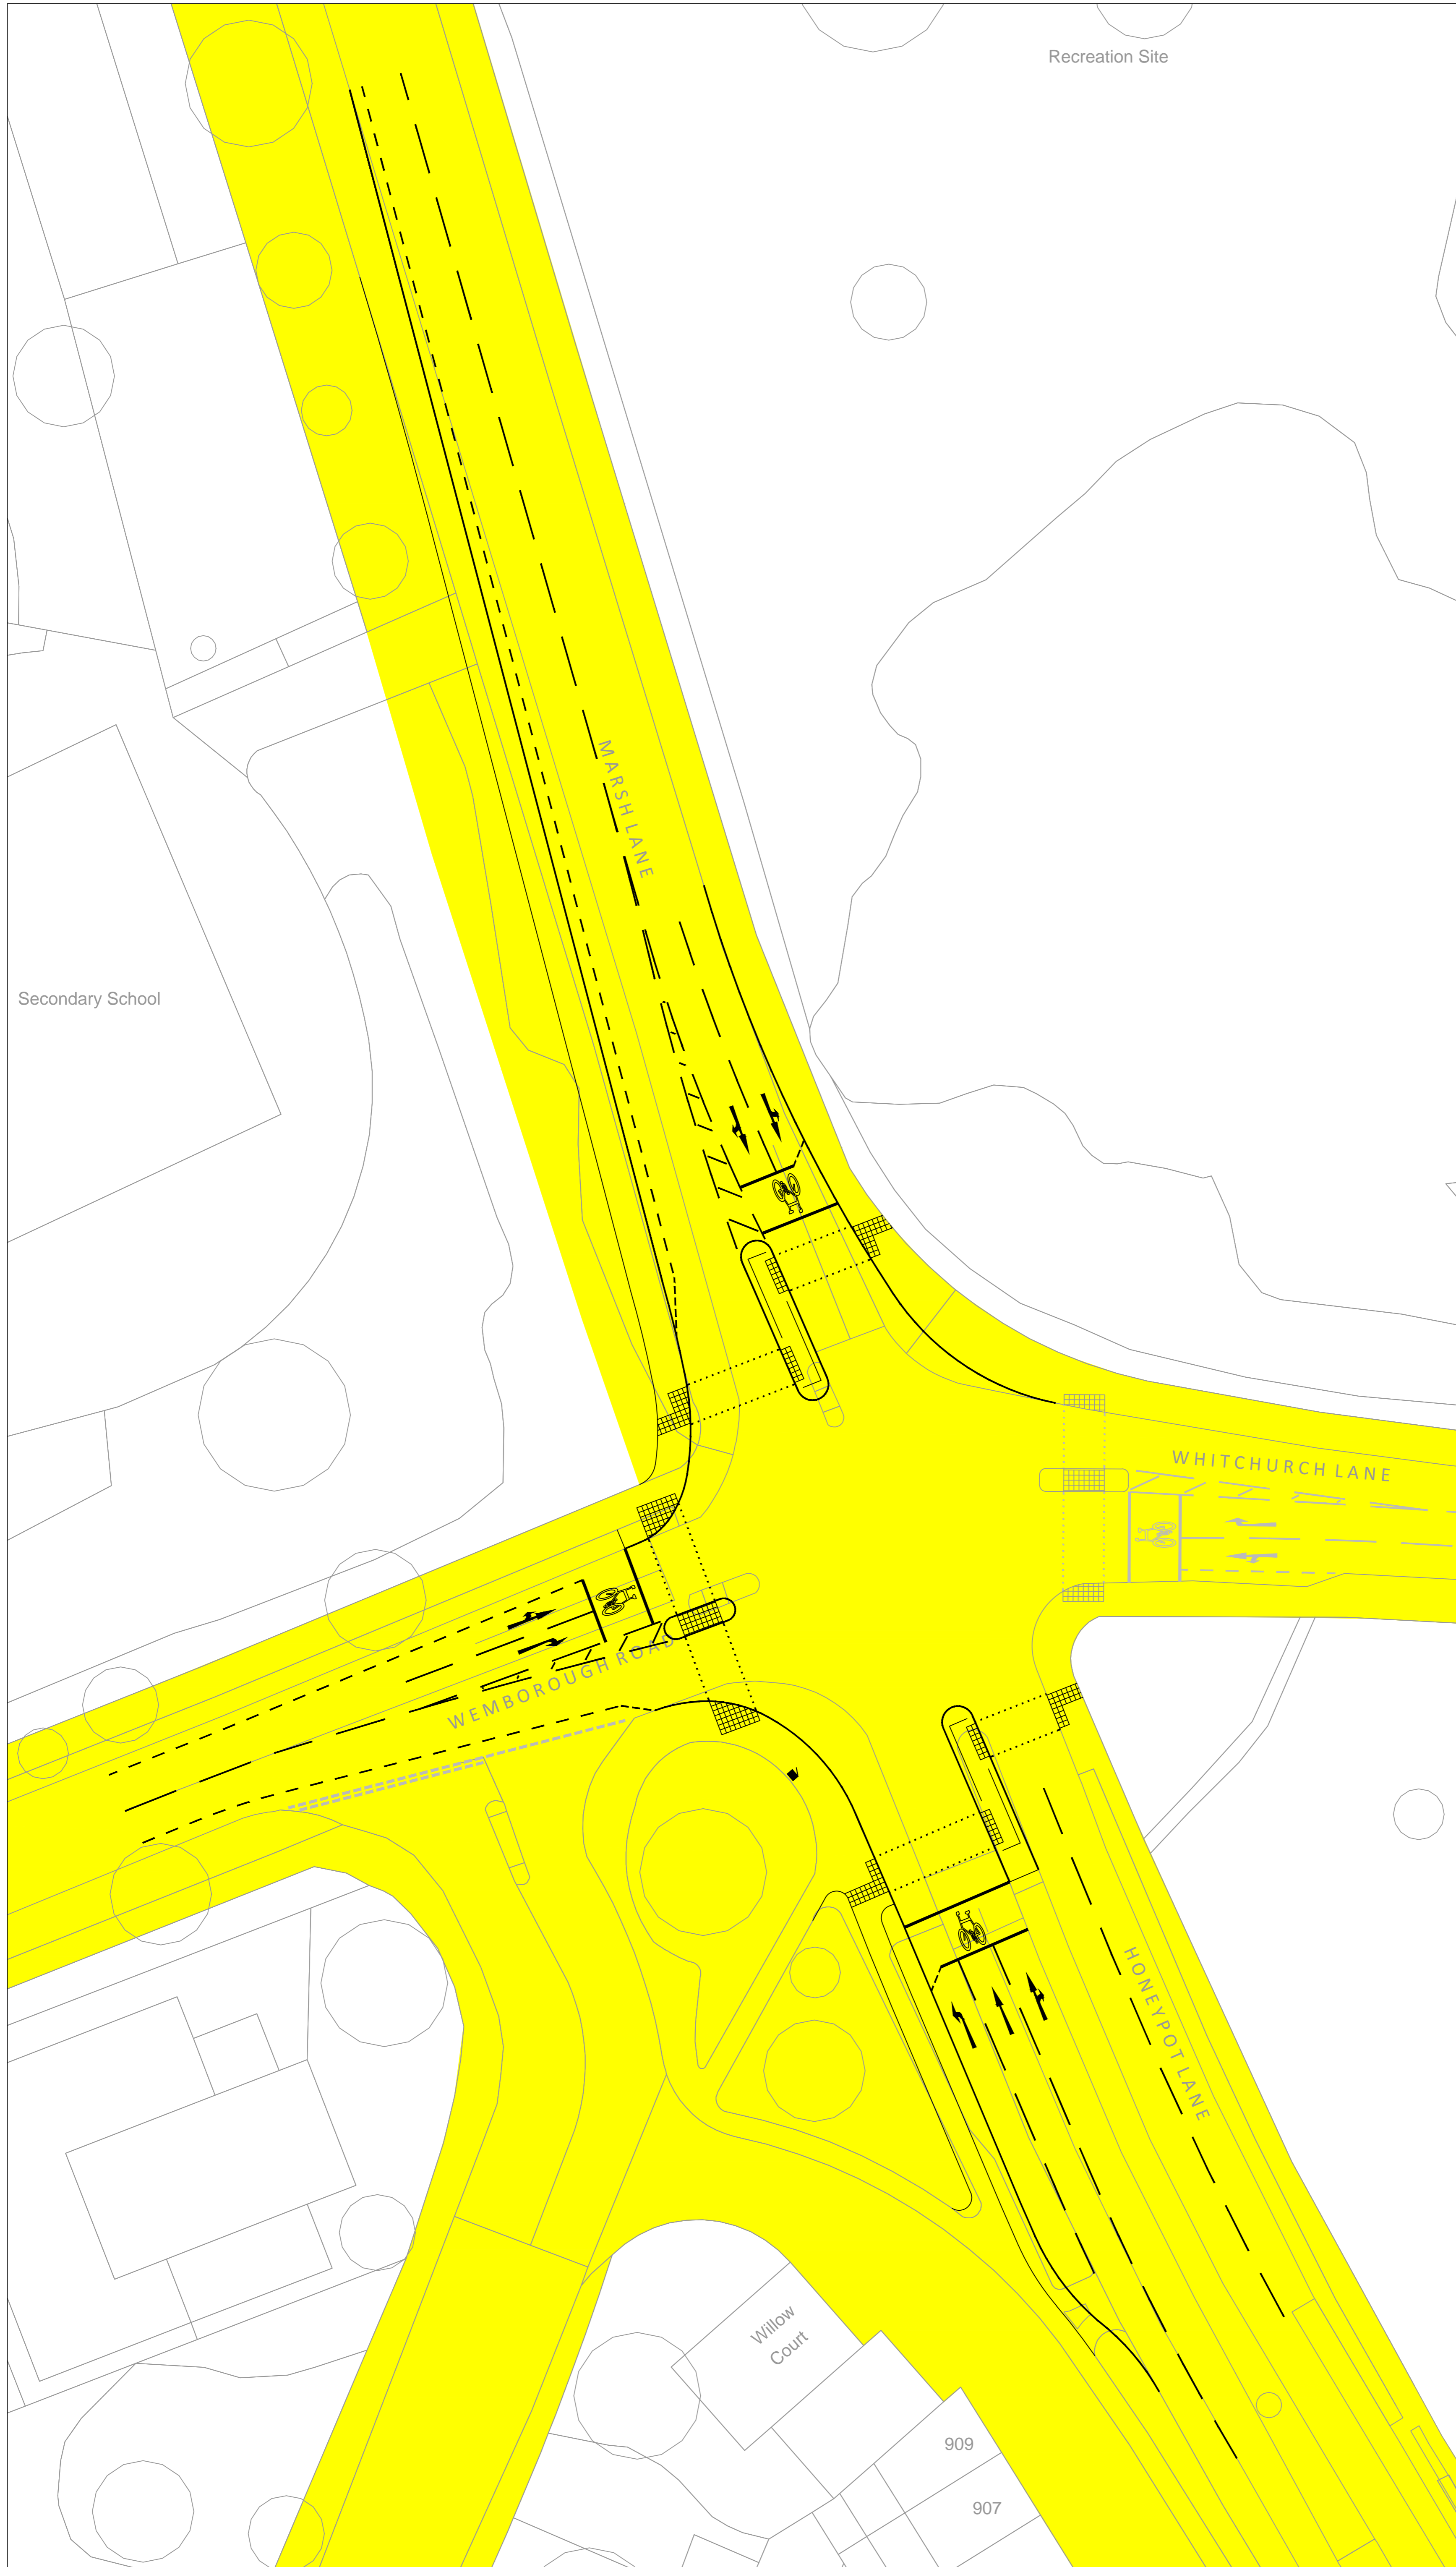 Recreation Site
MARSH LANE
Secondary School
WHITCHURCH LANE
WEMBOROUGH ROAD
HONEYPOT LANE
Willow
Court
909
907